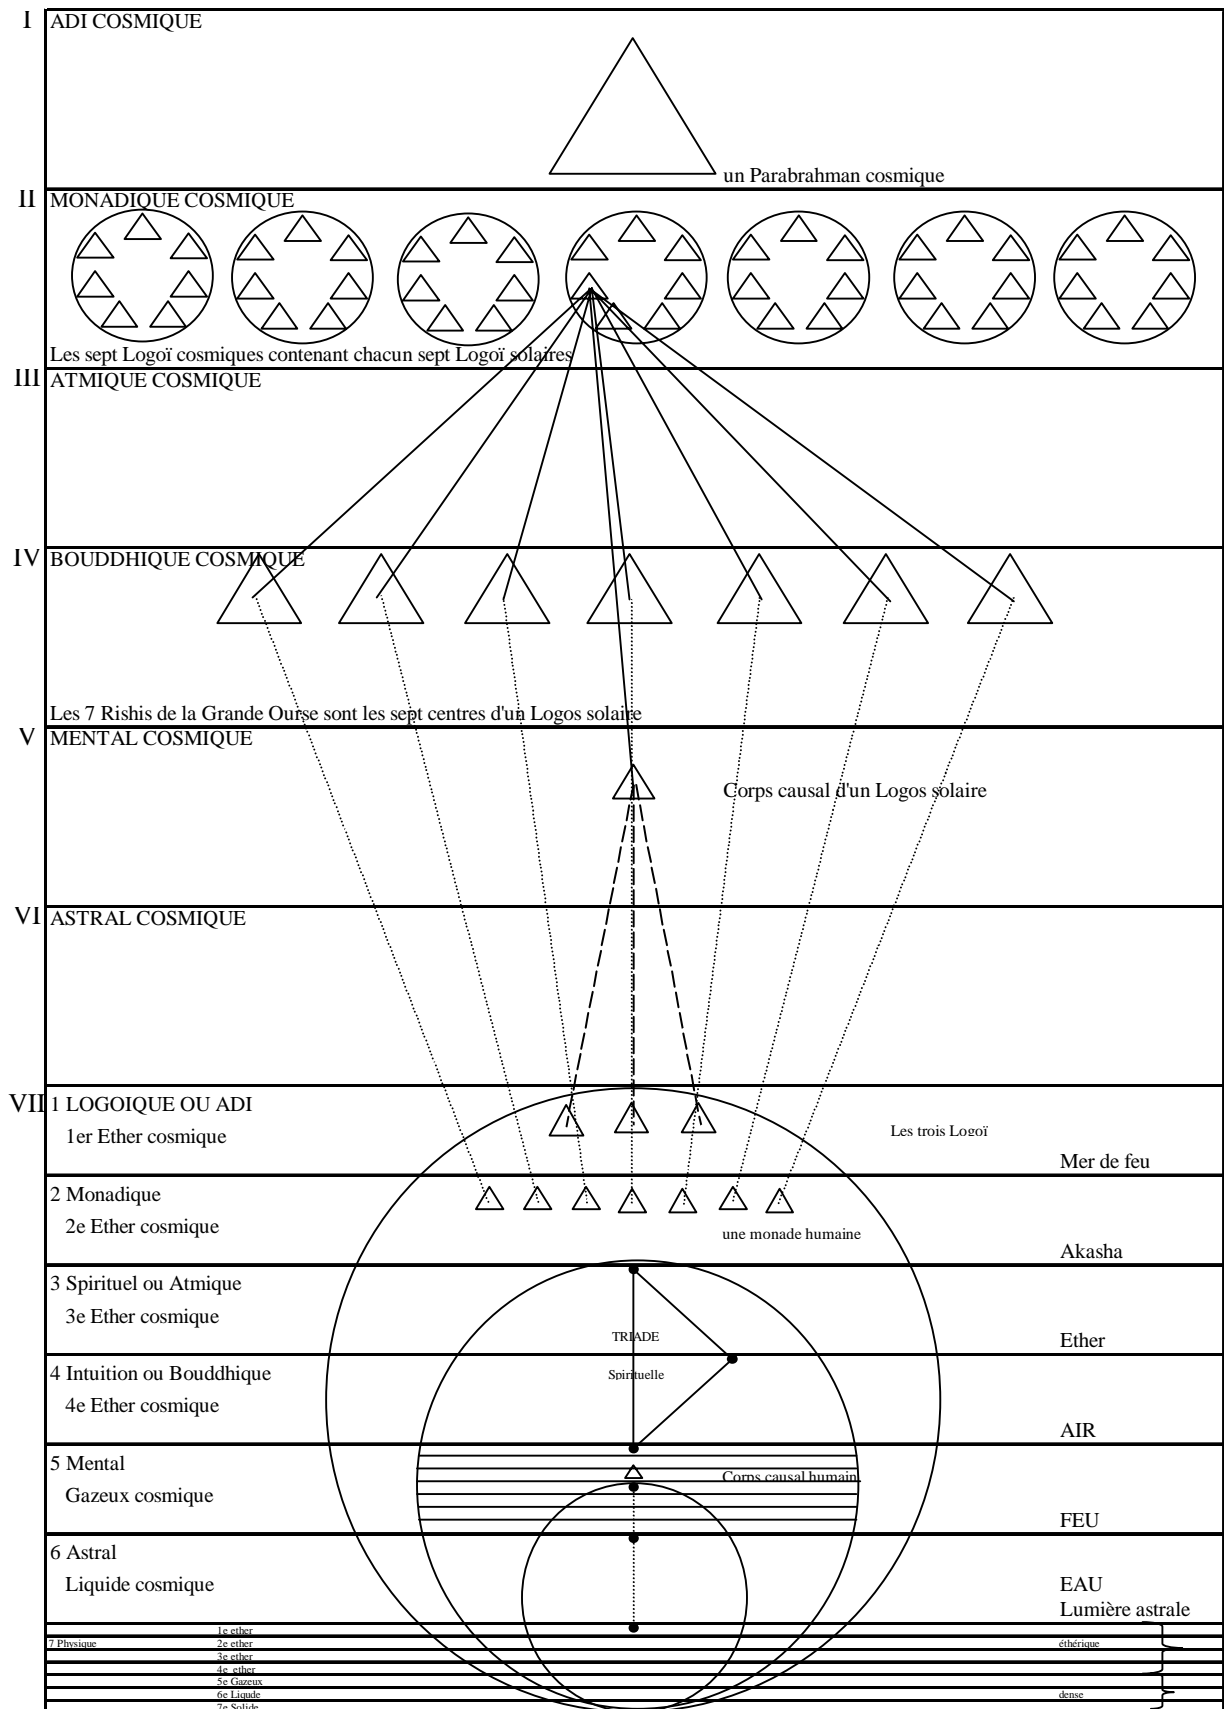 I ADI COSMIQUE
un Parabrahman cosmique
II MONADIQUE COSMIQUE
Les sept Logoï cosmiques contenant chacun sept Logoï solaires
III ATMIQUE COSMIQUE
IV BOUDDHIQUE COSMIQUE
Les 7 Rishis de la Grande Ourse sont les sept centres d'un Logos solaire
V MENTAL COSMIQUE
Corps causal d'un Logos solaire
VI ASTRAL COSMIQUE
VII 1 LOGOIQUE OU ADI
1er Ether cosmique
Les trois Logoï
Mer de feu
2 Monadique
2e Ether cosmique
une monade humaine
Akasha
3 Spirituel ou Atmique
3e Ether cosmique
TRIADE
Ether
4 Intuition ou Bouddhique
Spirituelle
4e Ether cosmique
AIR
5 Mental
Corps causal humain
Gazeux cosmique
FEU
6 Astral
Liquide cosmique
EAU
Lumière astrale
1e ether
7 Physique 2e ether éthérique
3e ether
4e ether
5e Gazeux
6e Liqude dense
7e Solide